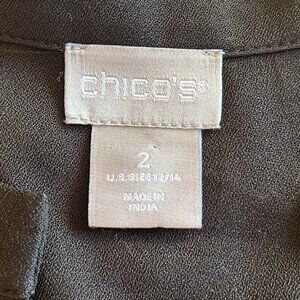 chico's®
2
U.S. SIZE 12/14
MADE IN
INDIA